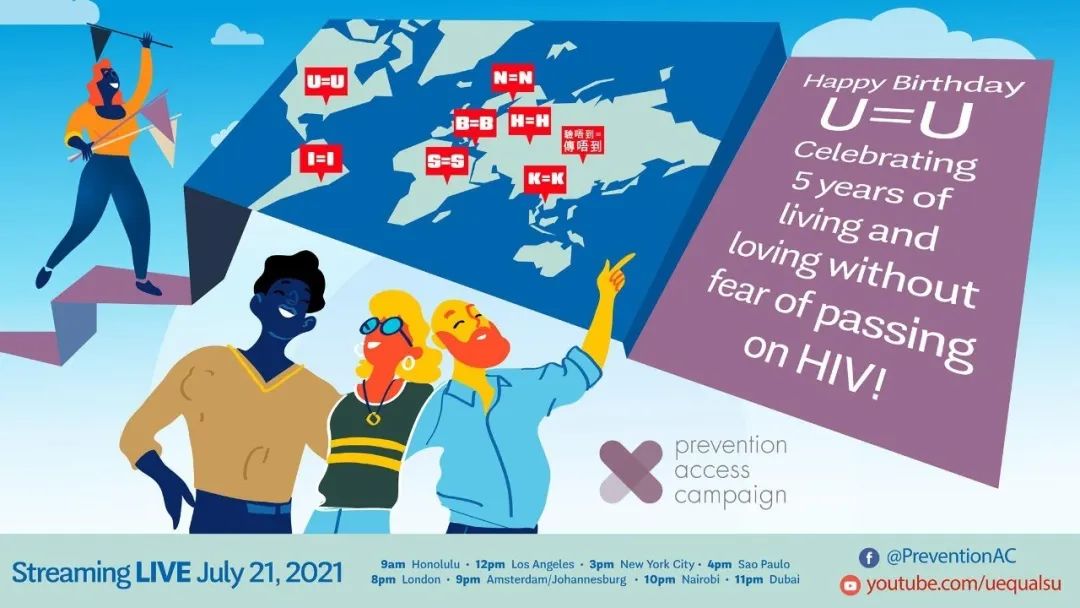 U=U
N=N
B=B
H=H
驗唔到=
傳唔到
I=I
S=S
K=K
Happy Birthday
U=U
Celebrating
5 years of
living and
loving without
fear of passing
on HIV!
prevention
access
campaign
Streaming LIVE July 21, 2021
9am Honolulu • 12pm Los Angeles • 3pm New York City • 4pm Sao Paulo
8pm London • 9pm Amsterdam/Johannesburg • 10pm Nairobi • 11pm Dubai
@PreventionAC
youtube.com/uequalsu